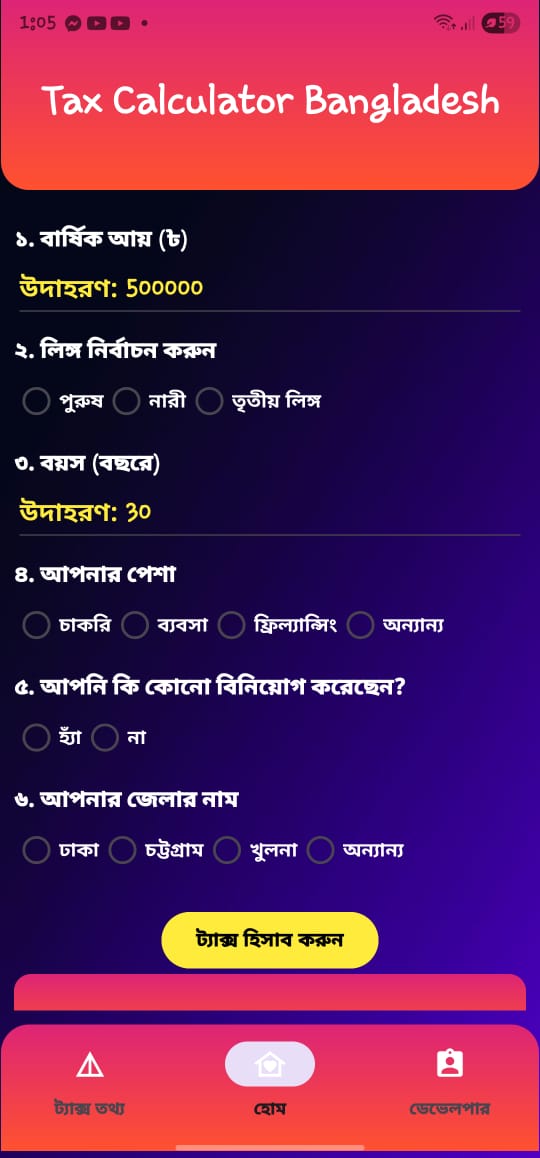 1:05
59
Tax Calculator Bangladesh
১. বার্ষিক আয় (৳)
উদাহরণ: 500000
২. লিঙ্গ নির্বাচন করুন
পুরুষ নারী তৃতীয় লিঙ্গ
৩. বয়স (বছরে)
উদাহরণ: 30
৪. আপনার পেশা
চাকরি ব্যবসা ফ্রিল্যান্সিং অন্যান্য
৫. আপনি কি কোনো বিনিয়োগ করেছেন?
হ্যাঁ না
৬. আপনার জেলার নাম
ঢাকা চট্টগ্রাম খুলনা অন্যান্য
ট্যাক্স হিসাব করুন
ট্যাক্স তথ্য হোম ডেভেলপার